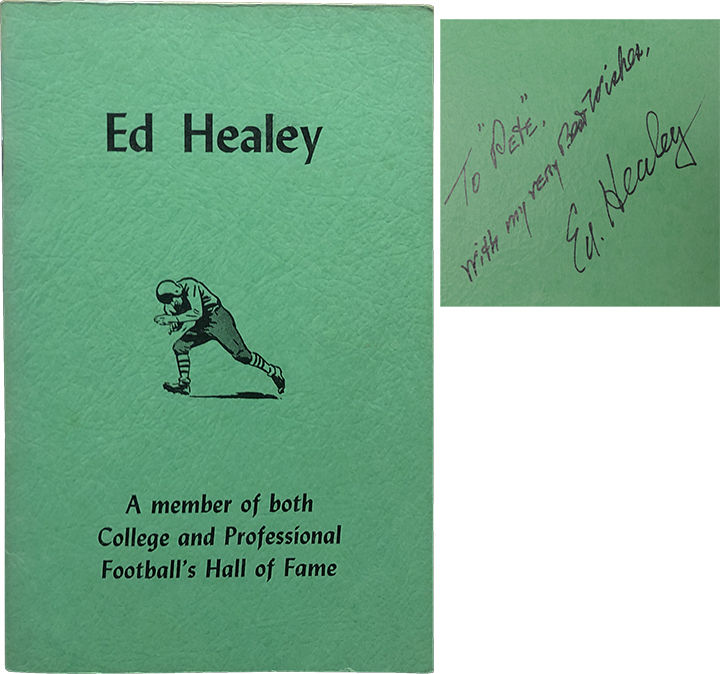 Ed Healey
A member of both
College and Professional
Football's Hall of Fame
To "Pete".
with my very Best Wishes,
Ed. Healey